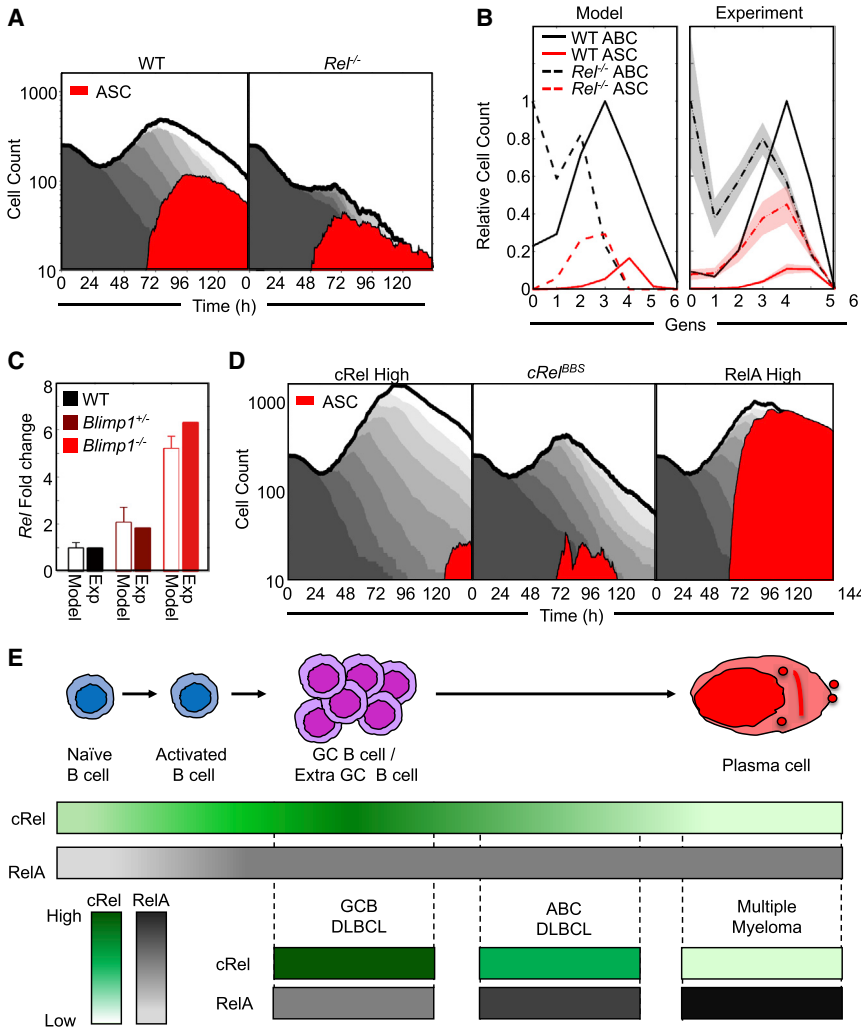 A
WT
Rel-/-
ASC
Cell Count
1000
100
10
0 24 48 72 96 120 0 24 48 72 96 120
Time (h)
B
Model
Experiment
WT ABC
WT ASC
Rel-/- ABC
Rel-/- ASC
Relative Cell Count
1
0.8
0.6
0.4
0.2
0
0 1 2 3 4 5 6 0 1 2 3 4 5 6
Gens
C
WT
Blimp1+/-
Blimp1-/-
Rel Fold change
8
6
4
2
0
Model
Exp
Model
Exp
Model
Exp
D
cRel High
cRelBBS
RelA High
ASC
Cell Count
1000
100
10
0 24 48 72 96 120 0 24 48 72 96 120 0 24 48 72 96 120 144
Time (h)
E
Naïve
B cell
Activated
B cell
GC B cell /
Extra GC B cell
Plasma cell
cRel
RelA
cRel RelA
High
Low
GCB
DLBCL
ABC
DLBCL
Multiple
Myeloma
cRel
RelA